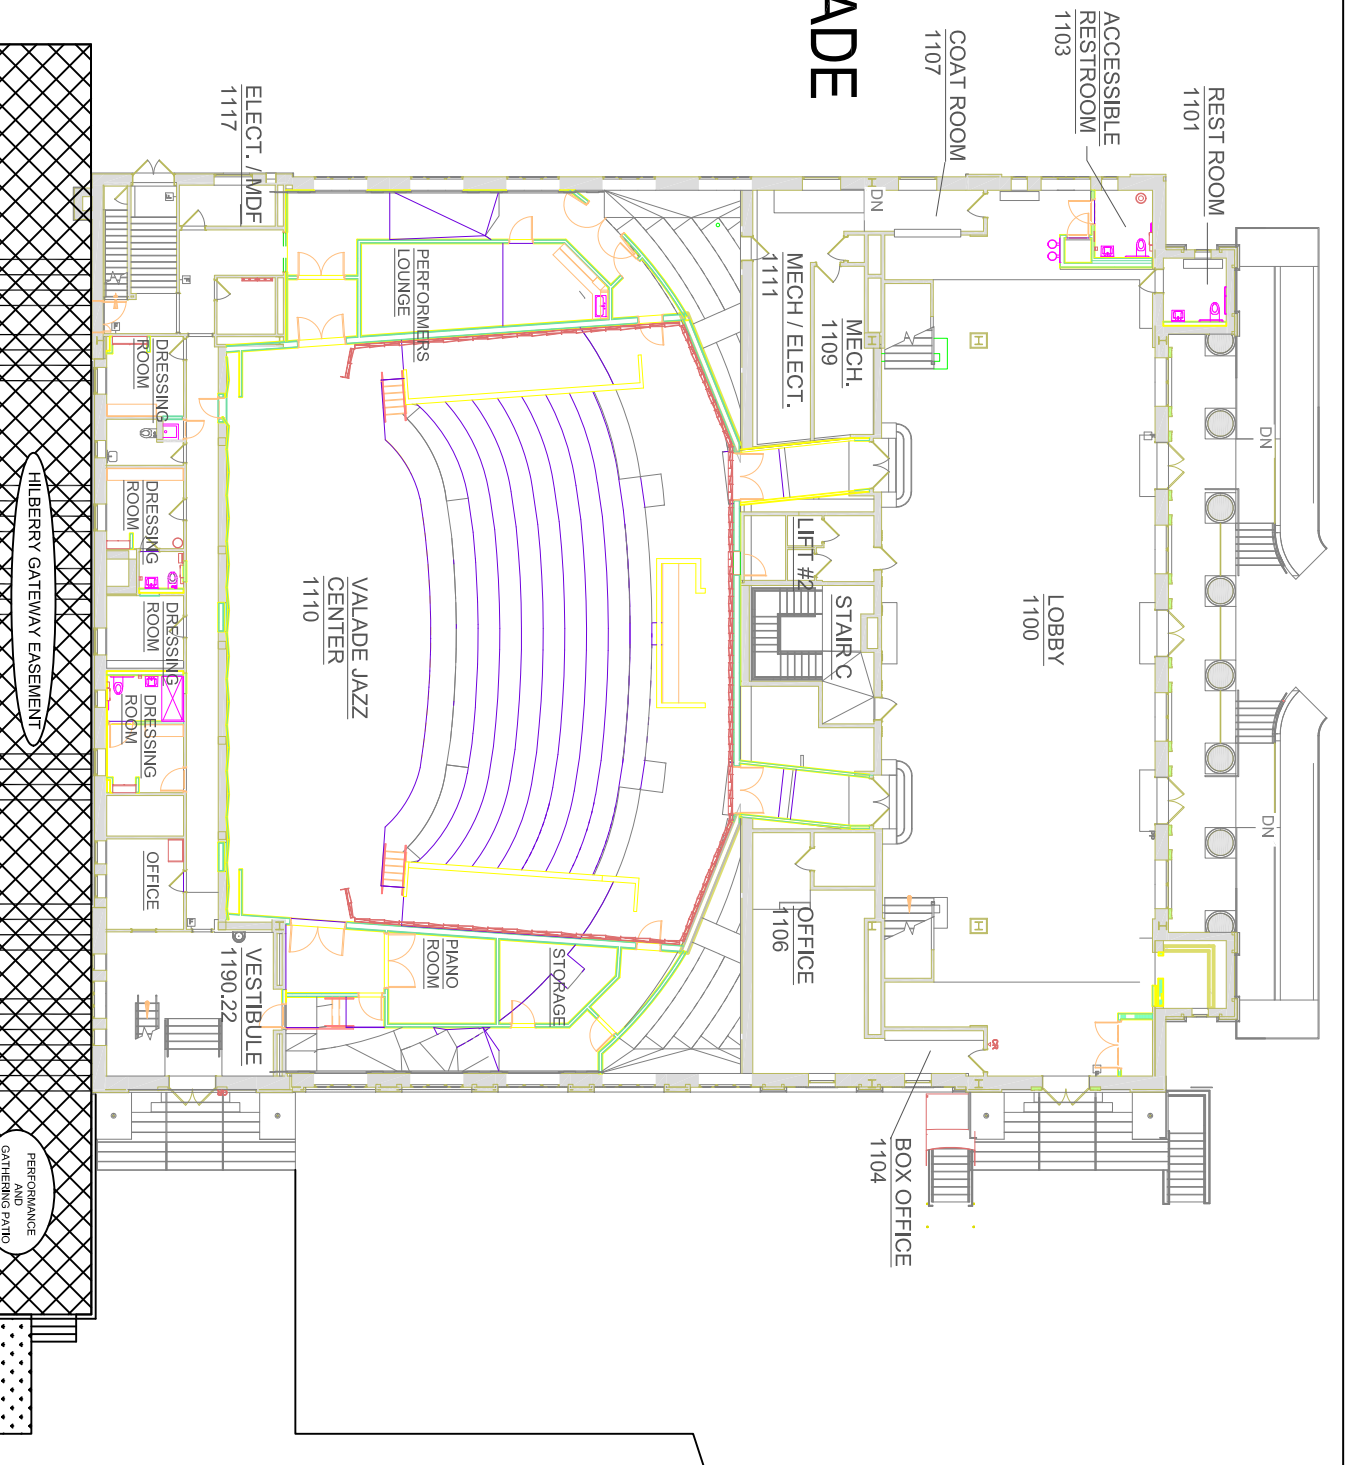 ADE
REST ROOM
1101
ACCESSIBLE
RESTROOM
1103
COAT ROOM
1107
ELECT. / MDF
1117
DN
DN
DN
MECH / ELECT.
1111
MECH.
1109
PERFORMERS
LOUNGE
LOBBY
1100
LIFT #2
STAIR C
VALADE JAZZ
CENTER
1110
DRESSING
ROOM
DRESSING
ROOM
DRESSING
ROOM
DRESSING
ROOM
OFFICE
OFFICE
1106
PIANO
ROOM
STORAGE
VESTIBULE
1190.22
BOX OFFICE
1104
HILBERRY GATEWAY EASEMENT
PERFORMANCE
AND
GATHERING PATIO